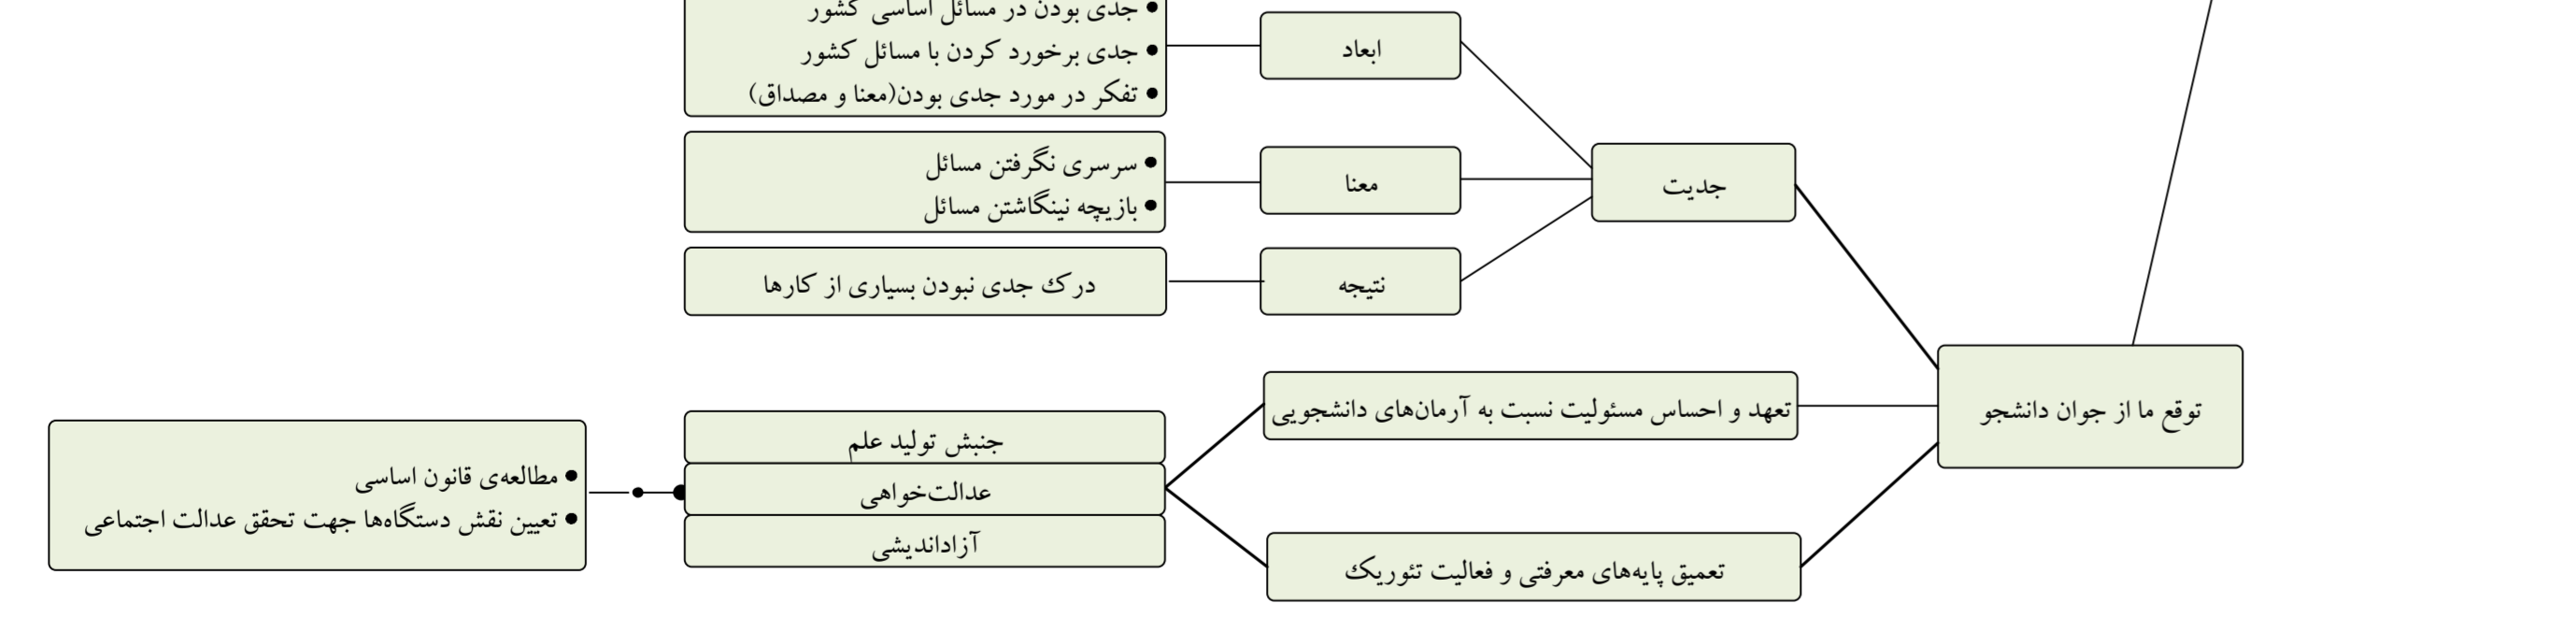 جدی بودن در مسائل اساسی کشور
جدی برخورد کردن با مسائل کشور
تفکر در مورد جدی بودن(معنا و مصداق)
ابعاد
سرسری نگرفتن مسائل
بازیچه نینگاشتن مسائل
معنا
جدیت
درک جدی نبودن بسیاری از کارها
نتیجه
توقع ما از جوان دانشجو
تعهد و احساس مسئولیت نسبت به آرمان‌های دانشجویی
تعمیق پایه‌های معرفتی و فعالیت تئوریک
جنبش تولید علم
عدالت‌خواهی
آزاداندیشی
مطالعه‌ی قانون اساسی
تعیین نقش دستگاه‌ها جهت تحقق عدالت اجتماعی